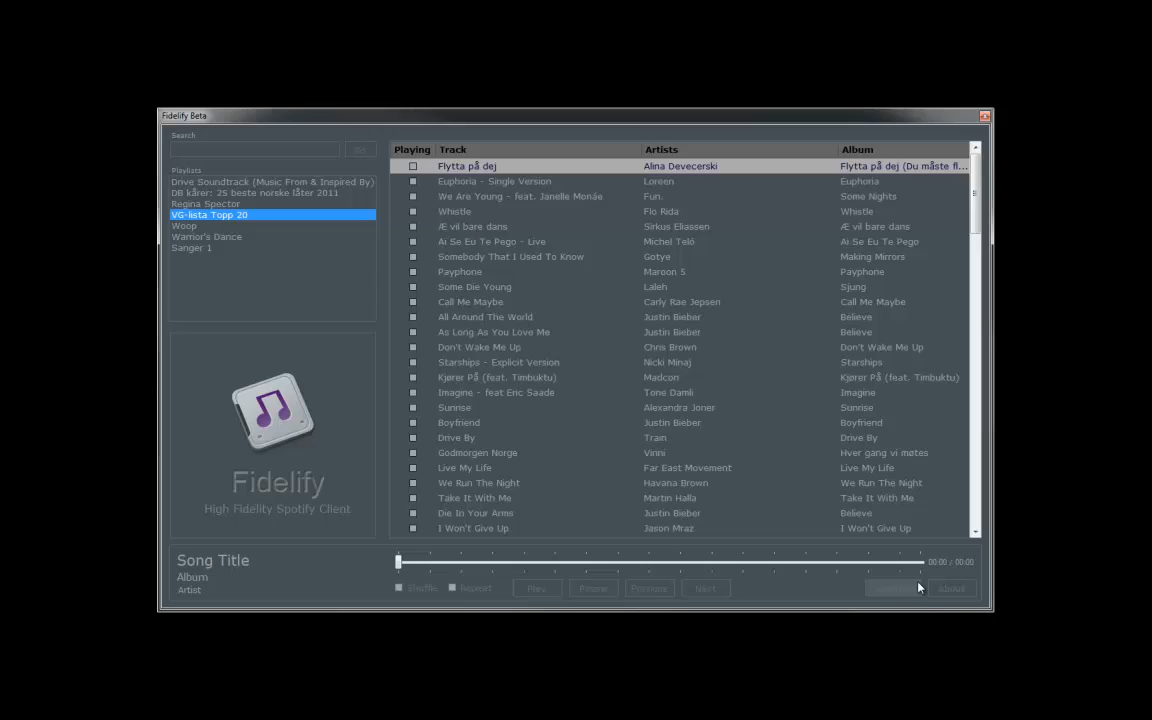 Fidelify Beta
Search
Playlists
Drive Soundtrack (Music From & Inspired By)
DB kårer: 25 beste norske låter 2011
Regina Spector
VG-lista Topp 20
Woop
Warrior's Dance
Sanger 1
Fidelify
High Fidelity Spotify Client
Playing Track Artists Album
Flytta på dej Alina Devecerski Flytta på dej (Du måste fl...
Euphoria - Single Version Loreen Euphoria
We Are Young - feat. Janelle Monáe Fun. Some Nights
Whistle Flo Rida Whistle
Æ vil bare dans Sirkus Eliassen Æ vil bare dans
Ai Se Eu Te Pego - Live Michel Teló Ai Se Eu Te Pego
Somebody That I Used To Know Gotye Making Mirrors
Payphone Maroon 5 Payphone
Some Die Young Laleh Sjung
Call Me Maybe Carly Rae Jepsen Call Me Maybe
All Around The World Justin Bieber Believe
As Long As You Love Me Justin Bieber Believe
Don't Wake Me Up Chris Brown Don't Wake Me Up
Starships - Explicit Version Nicki Minaj Starships
Kjører På (feat. Timbuktu) Madcon Kjører På (feat. Timbuktu)
Imagine - feat Eric Saade Tone Damli Imagine
Sunrise Alexandra Joner Sunrise
Boyfriend Justin Bieber Boyfriend
Drive By Train Drive By
Godmorgen Norge Vinni Hver gang vi møtes
Live My Life Far East Movement Live My Life
We Run The Night Havana Brown We Run The Night
Take It With Me Martin Halla Take It With Me
Die In Your Arms Justin Bieber Believe
I Won't Give Up Jason Mraz I Won't Give Up
Song Title
Album
Artist
00:00 / 00:00
Shuffle Repeat Play Pause Previous Next About